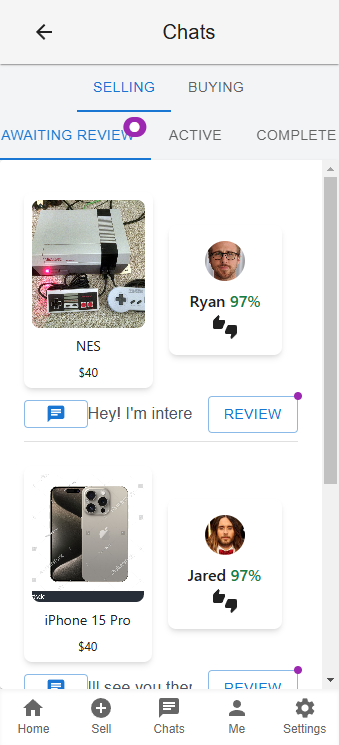 Chats
SELLING BUYING
AWAITING REVIEW ACTIVE COMPLETE
NES
$40
Ryan 97%
Hey! I'm intere
REVIEW
iPhone 15 Pro
$40
Jared 97%
Ill see you ther
REVIEW
Home Sell Chats Me Settings